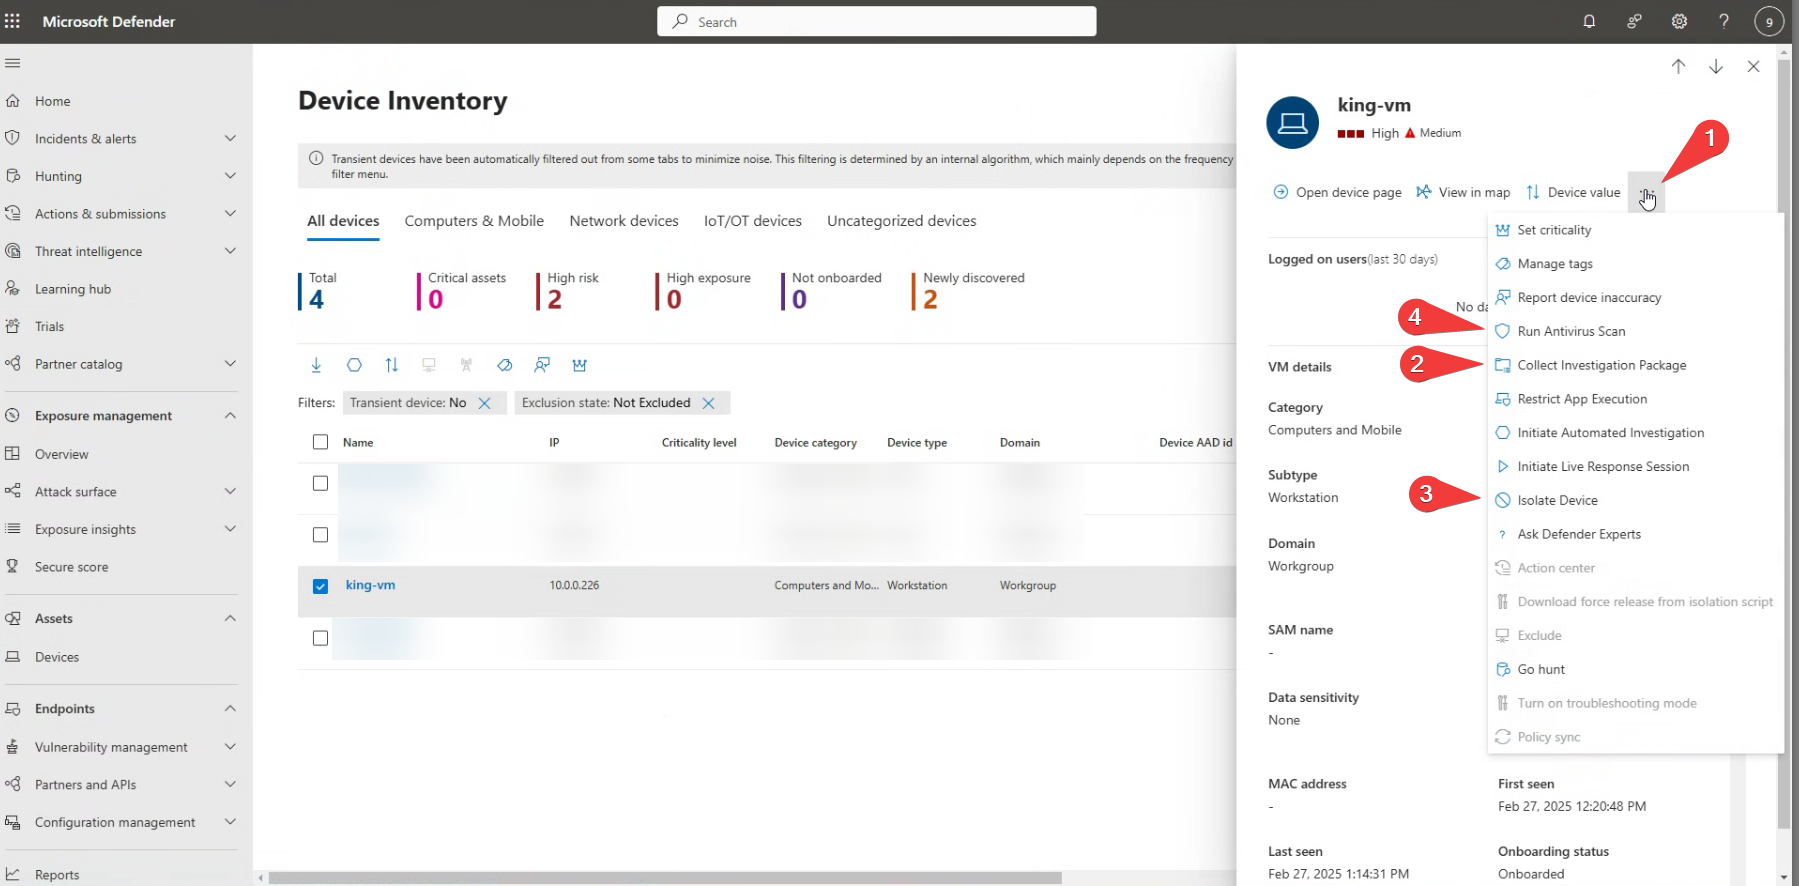 Microsoft Defender
Search
?
9
Home
Incidents & alerts
Hunting
Actions & submissions
Threat intelligence
Learning hub
Trials
Partner catalog
Exposure management
Overview
Attack surface
Exposure insights
Secure score
Assets
Devices
Endpoints
Vulnerability management
Partners and APIs
Configuration management
Reports
Device Inventory
Transient devices have been automatically filtered out from some tabs to minimize noise. This filtering is determined by an internal algorithm, which mainly depends on the frequency
filter menu.
All devices Computers & Mobile Network devices IoT/OT devices Uncategorized devices
Total Critical assets High risk High exposure Not onboarded Newly discovered
4 0 2 0 0 2
Filters: Transient device: No Exclusion state: Not Excluded
Name IP Criticality level Device category Device type Domain Device AAD id
king-vm 10.0.0.226 Computers and Mo... Workstation Workgroup
king-vm
High Medium
1
Open device page View in map Device value ...
Logged on users(last 30 days)
No da
VM details
Category
Computers and Mobile
Subtype
Workstation
Domain
Workgroup
SAM name
-
Data sensitivity
None
MAC address
-
First seen
Feb 27, 2025 12:20:48 PM
Last seen
Feb 27, 2025 1:14:31 PM
Onboarding status
Onboarded
Set criticality
Manage tags
Report device inaccuracy
4 Run Antivirus Scan
2 Collect Investigation Package
Restrict App Execution
Initiate Automated Investigation
Initiate Live Response Session
3 Isolate Device
? Ask Defender Experts
Action center
Download force release from isolation script
Exclude
Go hunt
Turn on troubleshooting mode
Policy sync